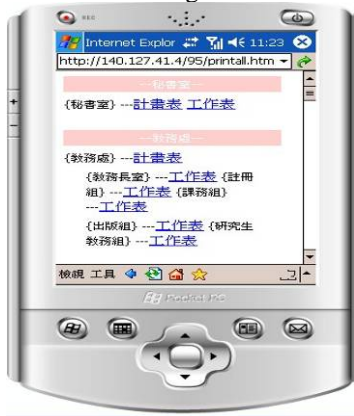 REC
Internet Explor 11:23
http://140.127.41.4/95/printall.htm
---秘書室---
{秘書室} ---計畫表 工作表
---教務處---
{教務處} ---計畫表
{教務長室} ---工作表 {註冊
組} ---工作表 {課務組}
---工作表
{出版組} ---工作表 {研究生
教務組} ---工作表
檢視 工具
Pocket PC